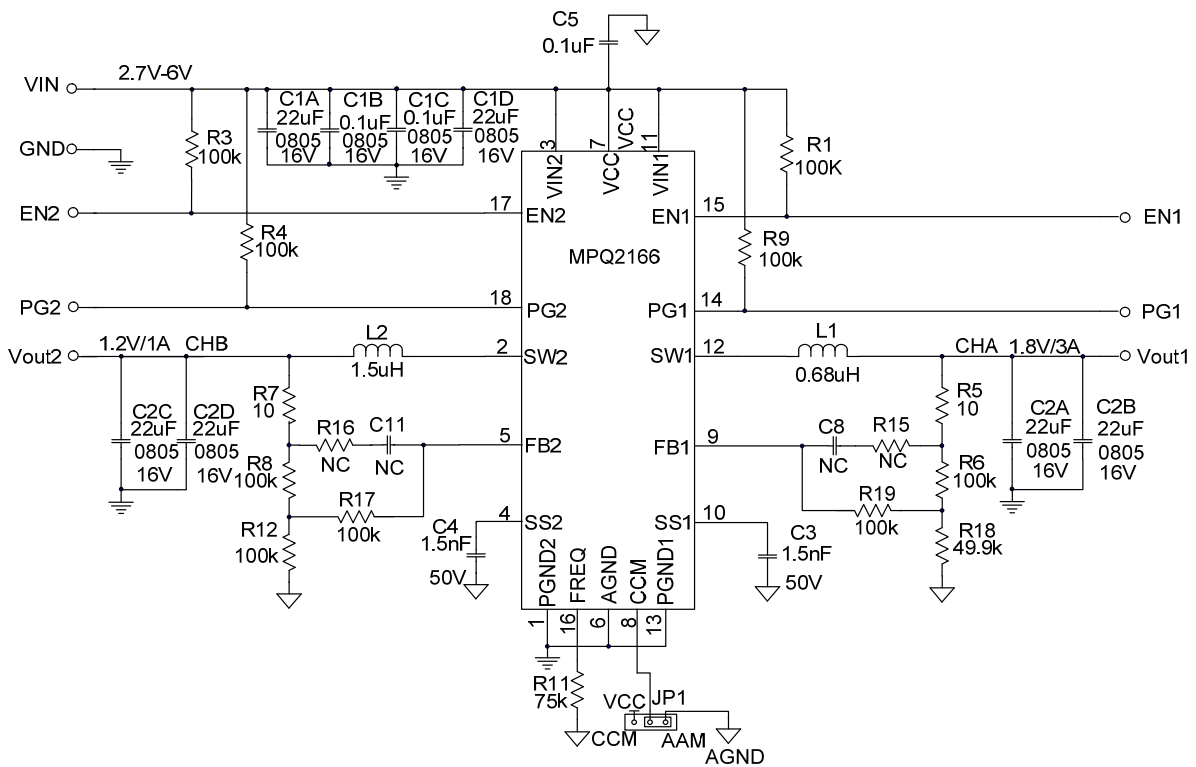 C5
0.1uF
VIN
2.7V-6V
C1A
22uF
0805
16V
C1B
0.1uF
0805
16V
C1C
0.1uF
0805
16V
C1D
22uF
0805
16V
3
VIN2
7
VCC
VCC
11
VIN1
R3
100k
R1
100K
GND
EN2
17
EN2
EN1
15
EN1
R4
100k
MPQ2166
R9
100k
PG2
18
PG2
PG1
14
PG1
Vout2
1.2V/1A
CHB
L2
1.5uH
2
SW2
SW1
12
L1
0.68uH
CHA
1.8V/3A
Vout1
R7
10
R5
10
C2C
22uF
0805
16V
C2D
22uF
0805
16V
R16
NC
C11
NC
5
FB2
FB1
9
C8
NC
R15
NC
C2A
22uF
0805
16V
C2B
22uF
0805
16V
R8
100k
R6
100k
R17
100k
R19
100k
R12
100k
R18
49.9k
4
SS2
SS1
10
C4
1.5nF
50V
C3
1.5nF
50V
PGND2
FREQ
AGND
CCM
PGND1
1
16
6
8
13
R11
75k
VCC
JP1
CCM
AAM
AGND